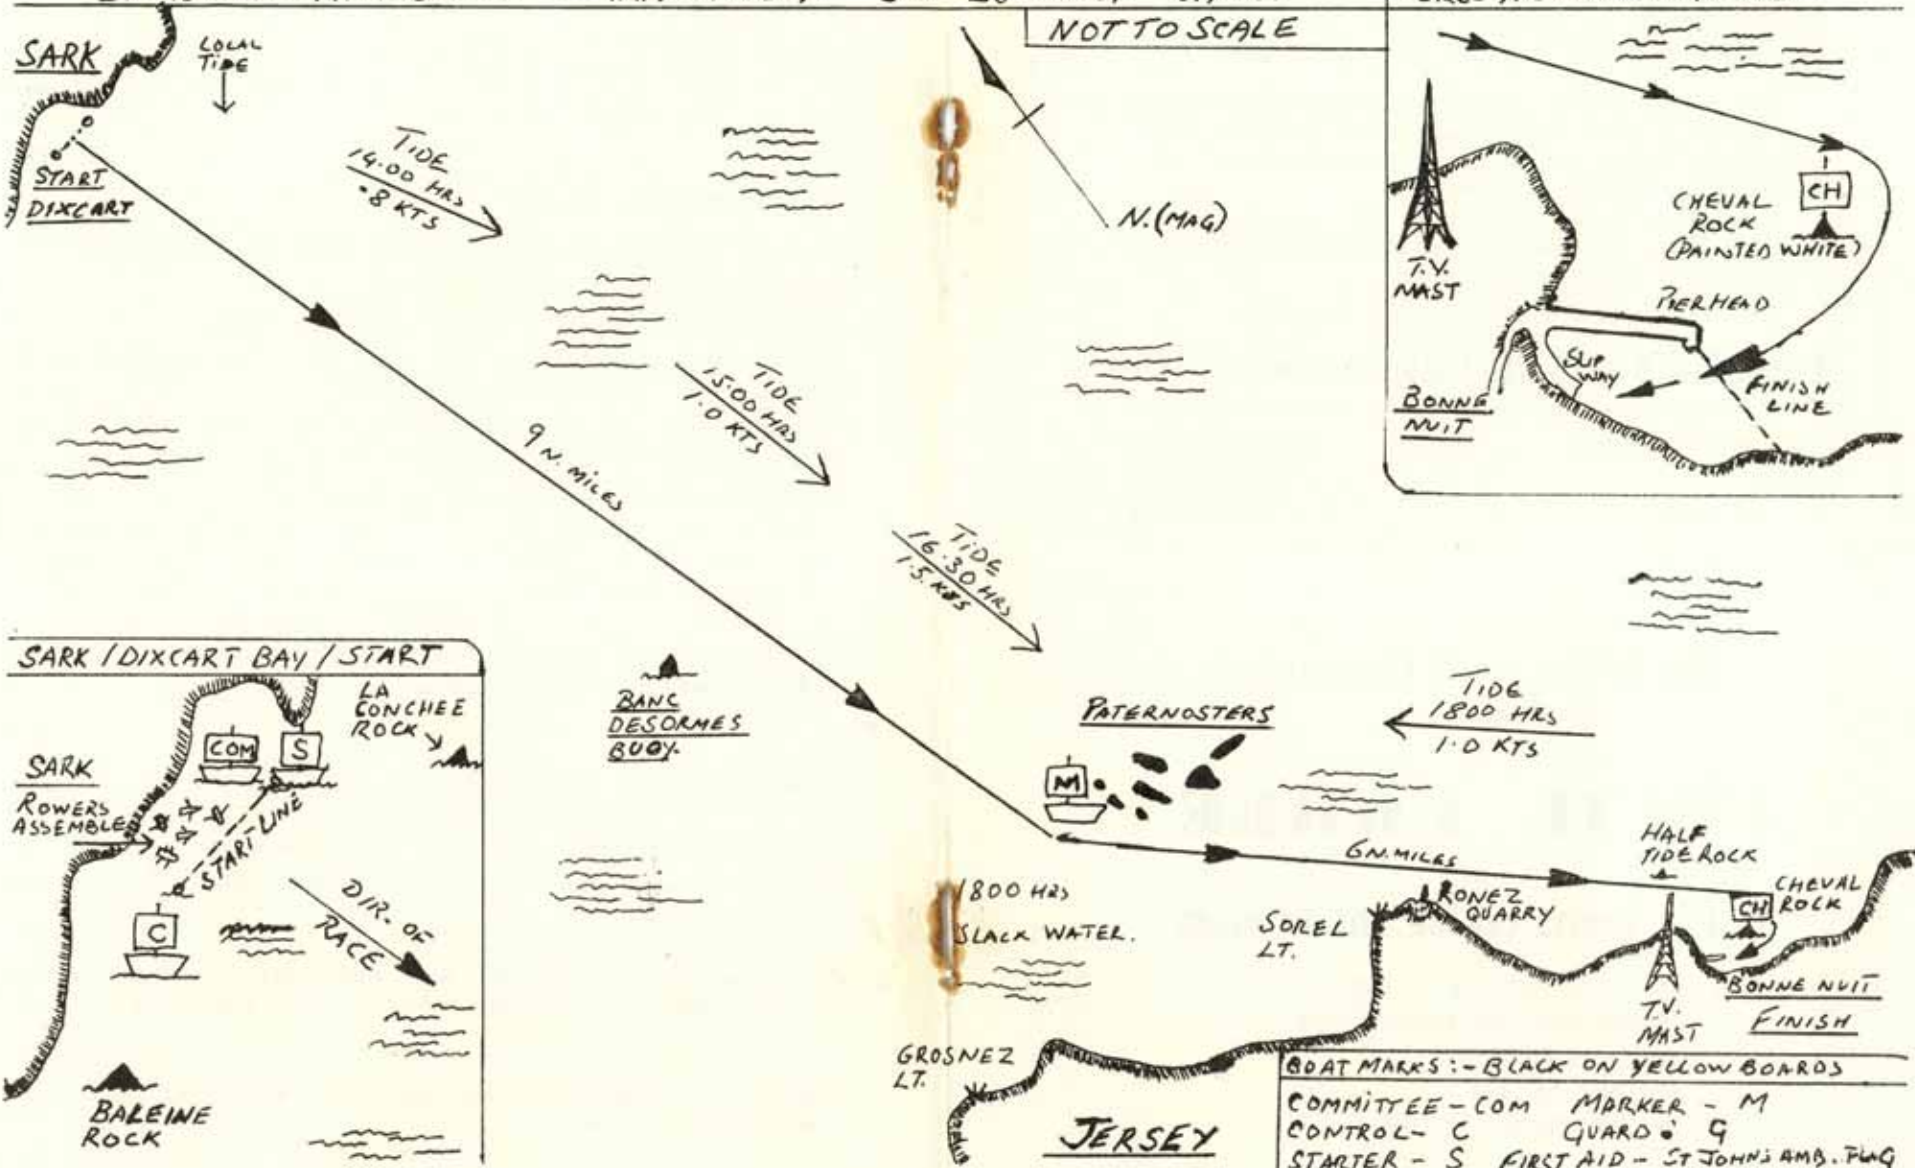 NOT TO SCALE
SARK
LOCAL
TIDE
START
DIXCART
TIDE
14.00 HRS
.8 KTS
N.(MAG)
TIDE
15.00 HRS
1.0 KTS
9 N. MILES
TIDE
16.30 HRS
1.5 KTS
CH
CHEVAL
ROCK
(PAINTED WHITE)
T.V.
MAST
PIERHEAD
SLIP
WAY
FINISH
LINE
BONNE
NUIT
SARK / DIXCART BAY / START
LA
CONCHEE
ROCK
COM
S
SARK
ROWERS
ASSEMBLE
START LINE
C
DIR. OF
RACE
BALEINE
ROCK
BANC
DESORMES
BUOY.
PATERNOSTERS
M
TIDE
1800 HRS
1.0 KTS
6 N. MILES
HALF
TIDE ROCK
CHEVAL
ROCK
CH
1800 HRS
SLACK WATER.
SOREL
LT.
RONEZ
QUARRY
T.V.
MAST
BONNE NUIT
FINISH
GROSNEZ
LT.
JERSEY
BOAT MARKS:- BLACK ON YELLOW BOARDS
COMMITTEE - COM MARKER - M
CONTROL - C GUARD : G
STARTER - S FIRST AID - ST JOHN'S AMB. FLAG